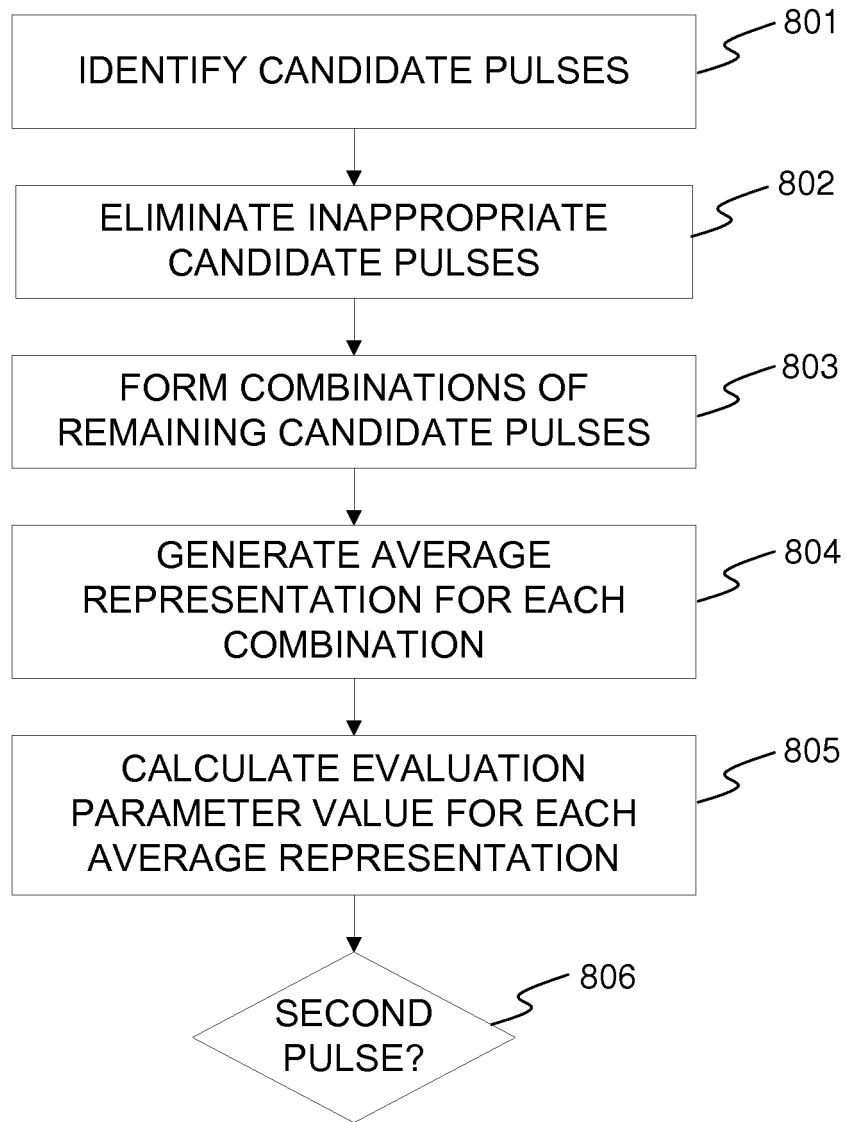 801
IDENTIFY CANDIDATE PULSES
802
ELIMINATE INAPPROPRIATE
CANDIDATE PULSES
803
FORM COMBINATIONS OF
REMAINING CANDIDATE PULSES
804
GENERATE AVERAGE
REPRESENTATION FOR EACH
COMBINATION
805
CALCULATE EVALUATION
PARAMETER VALUE FOR EACH
AVERAGE REPRESENTATION
806
SECOND
PULSE?